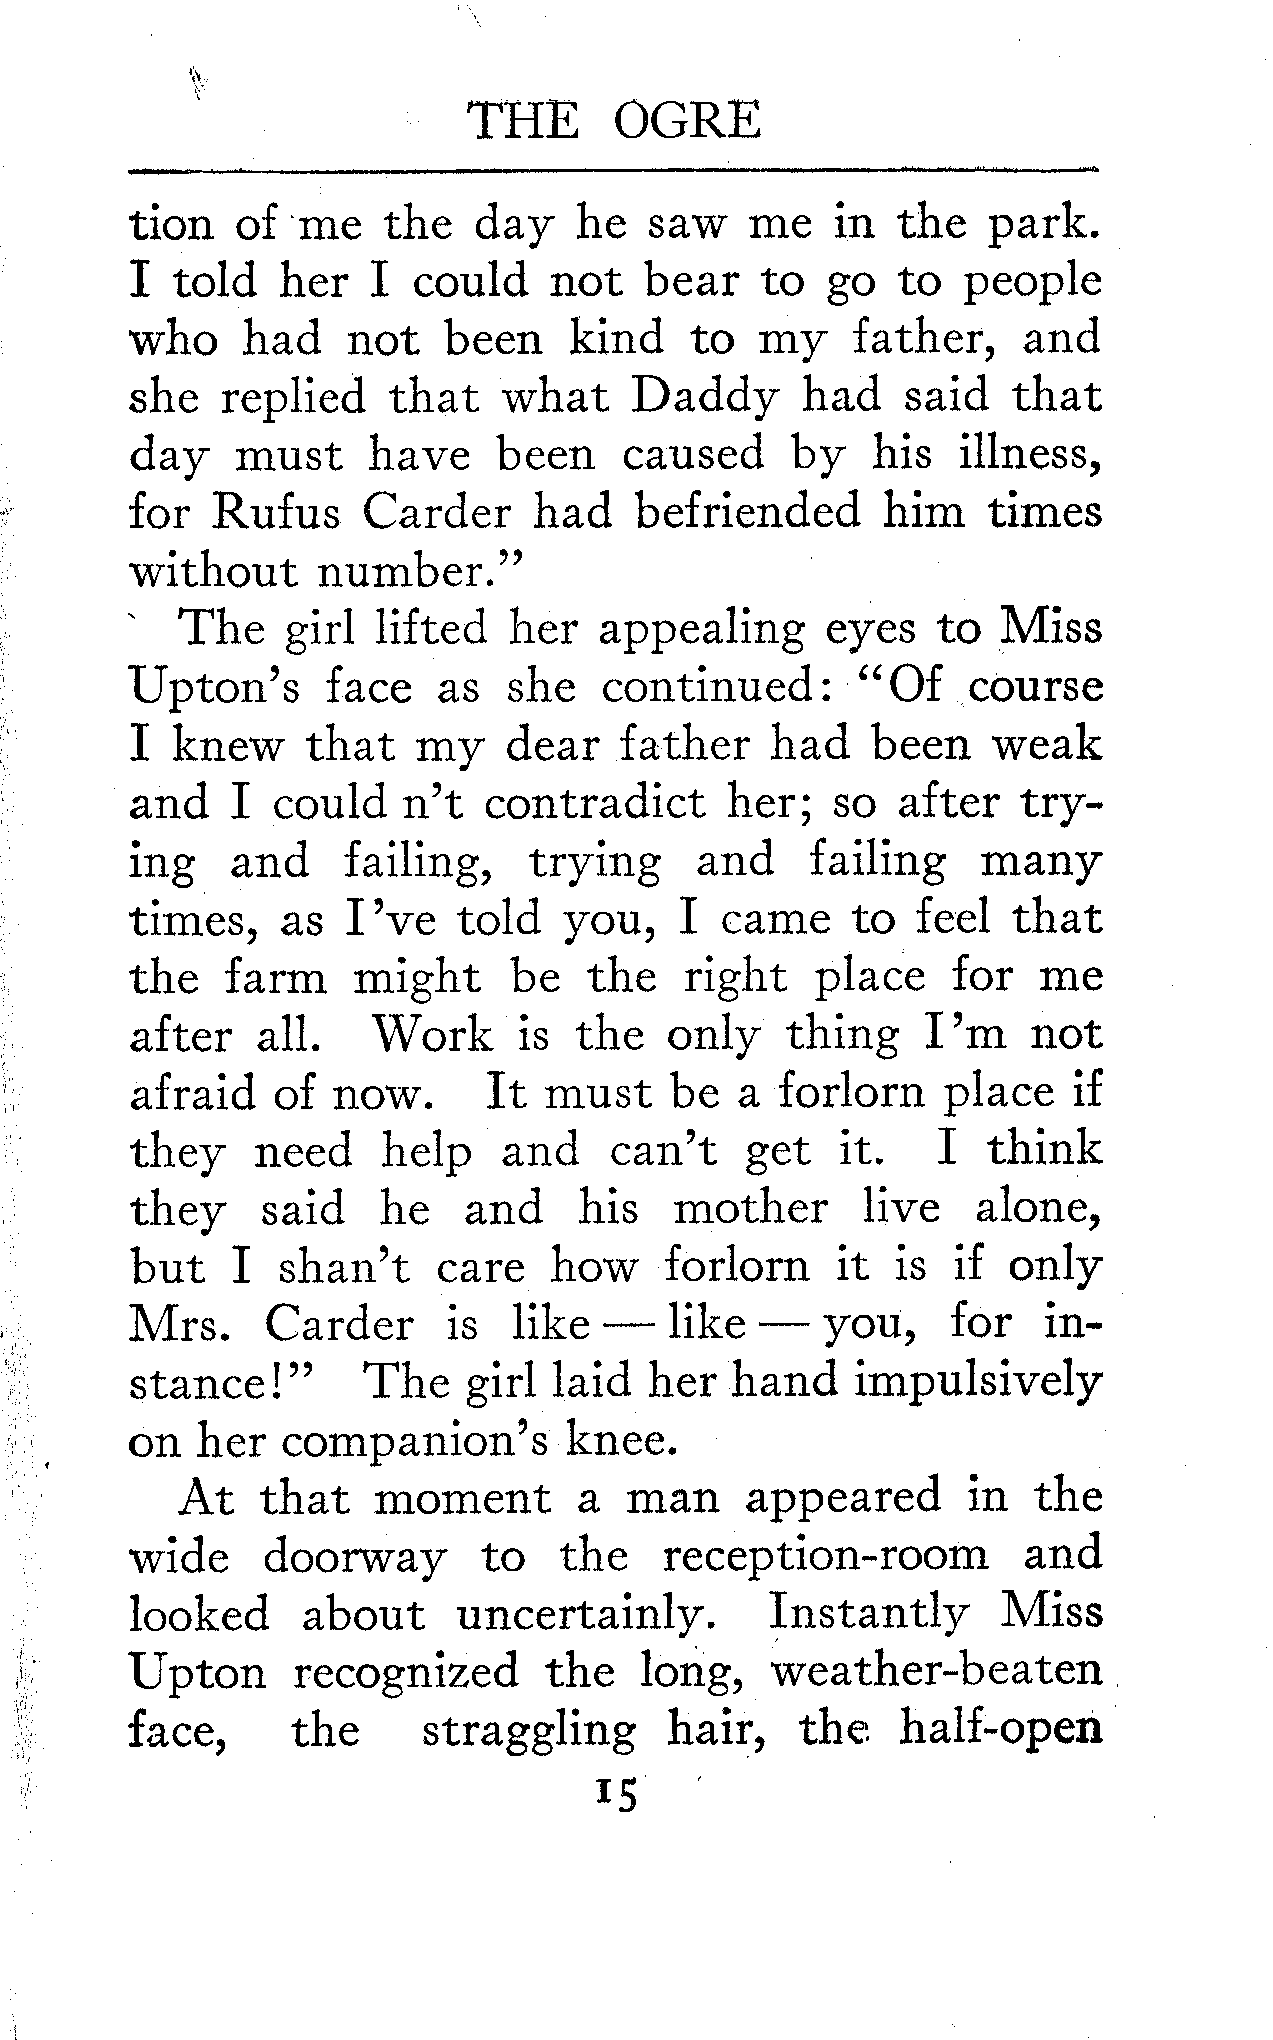 THE OGRE
tion of me the day he saw me in the park.
I told her I could not bear to go to people
who had not been kind to my father, and
she replied that what Daddy had said that
day must have been caused by his illness,
for Rufus Carder had befriended him times
without number.”
The girl lifted her appealing eyes to Miss
Upton’s face as she continued: “Of course
I knew that my dear father had been weak
and I could n’t contradict her; so after try-
ing and failing, trying and failing many
times, as I ’ve told you, I came to feel that
the farm might be the right place for me
after all. Work is the only thing I ’m not
afraid of now. It must be a forlorn place if
they need help and can’t get it. I think
they said he and his mother live alone,
but I shan’t care how forlorn it is if only
Mrs. Carder is like — like — you, for in-
stance!” The girl laid her hand impulsively
on her companion’s knee.
At that moment a man appeared in the
wide doorway to the reception-room and
looked about uncertainly. Instantly Miss
Upton recognized the long, weather-beaten
face, the straggling hair, the half-open
15